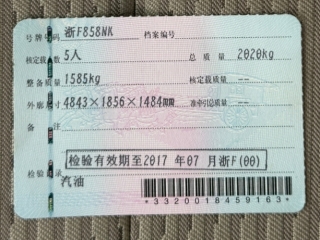 号牌号码 浙F858NK 档案编号
核定载人数 5人 总质量 2020kg
整备质量 1585kg 核定载质量 --
外廓尺寸 4843×1856×1484mm 准牵引总质量 --
备注
检验有效期至2017 年07 月浙F(00)
检验记录
汽油
*3320018459163*